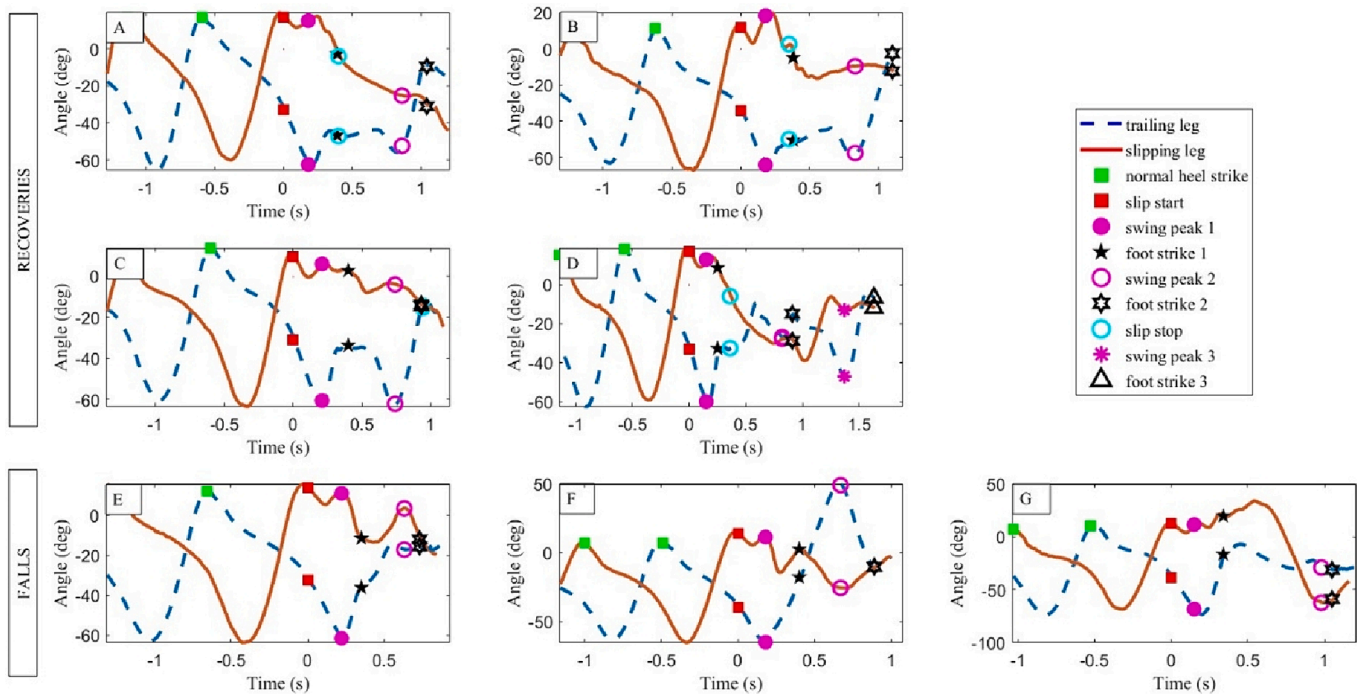 RECOVERIES
A
0
-20
-40
-60
Angle (deg)
-1 -0.5 0 0.5 1
Time (s)
B
20
0
-20
-40
-60
Angle (deg)
-1 -0.5 0 0.5 1
Time (s)
C
0
-20
-40
-60
Angle (deg)
-1 -0.5 0 0.5 1
Time (s)
D
0
-20
-40
-60
Angle (deg)
-1 -0.5 0 0.5 1 1.5
Time (s)
trailing leg
slipping leg
normal heel strike
slip start
swing peak 1
foot strike 1
swing peak 2
foot strike 2
slip stop
swing peak 3
foot strike 3
FALLS
E
0
-20
-40
-60
Angle (deg)
-1 -0.5 0 0.5
Time (s)
F
50
0
-50
Angle (deg)
-1 -0.5 0 0.5 1
Time (s)
G
50
0
-50
-100
Angle (deg)
-1 -0.5 0 0.5 1
Time (s)